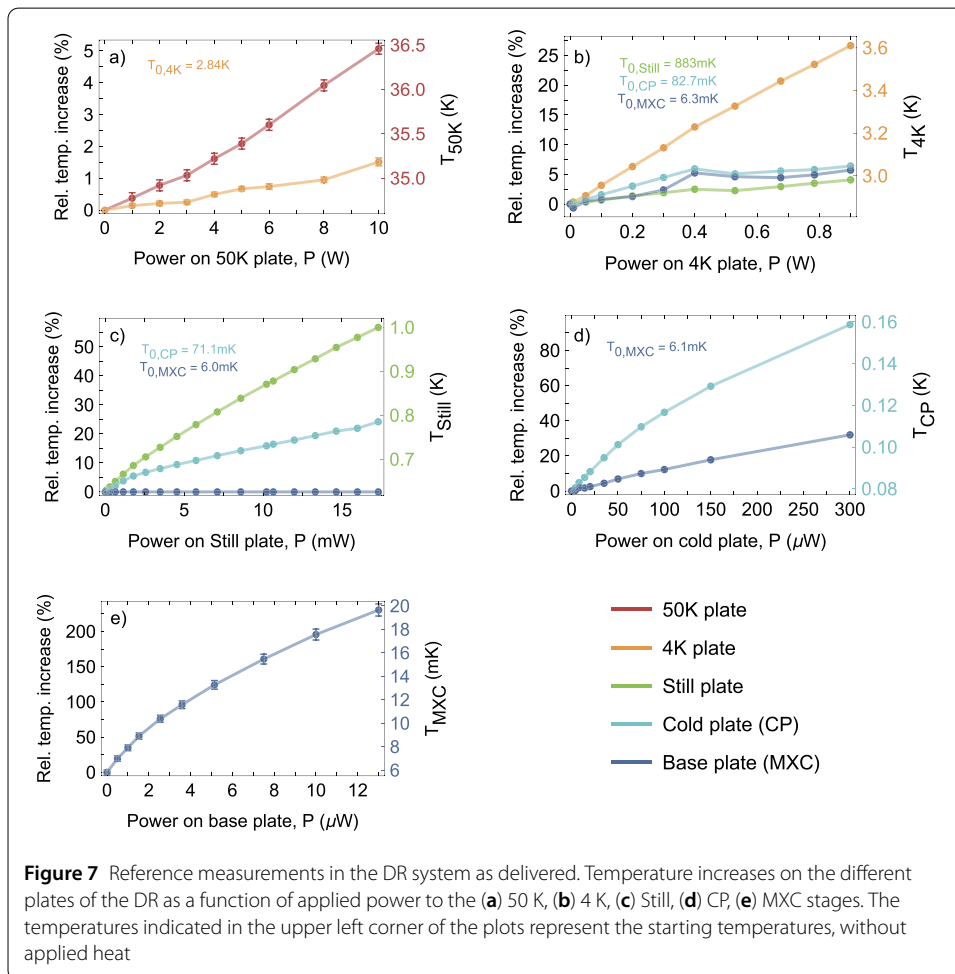 a)
T0,4K = 2.84K
Rel. temp. increase (%)
5
4
3
2
1
0
36.5
36.0
35.5
35.0
T50K (K)
0 2 4 6 8 10
Power on 50K plate, P (W)
b)
T0,Still = 883mK
T0,CP = 82.7mK
T0,MXC = 6.3mK
Rel. temp. increase (%)
25
20
15
10
5
0
3.6
3.4
3.2
3.0
T4K (K)
0 0.2 0.4 0.6 0.8
Power on 4K plate, P (W)
c)
T0,CP = 71.1mK
T0,MXC = 6.0mK
Rel. temp. increase (%)
50
40
30
20
10
0
1.0
0.9
0.8
0.7
TStill (K)
0 5 10 15
Power on Still plate, P (mW)
d)
T0,MXC = 6.1mK
Rel. temp. increase (%)
80
60
40
20
0
0.16
0.14
0.12
0.10
0.08
TCP (K)
0 50 100 150 200 250 300
Power on cold plate, P (µW)
e)
Rel. temp. increase (%)
200
150
100
50
0
20
18
16
14
12
10
8
6
TMXC (mK)
0 2 4 6 8 10 12
Power on base plate, P (µW)
50K plate
4K plate
Still plate
Cold plate (CP)
Base plate (MXC)
Figure 7 Reference measurements in the DR system as delivered. Temperature increases on the different
plates of the DR as a function of applied power to the (a) 50 K, (b) 4 K, (c) Still, (d) CP, (e) MXC stages. The
temperatures indicated in the upper left corner of the plots represent the starting temperatures, without
applied heat